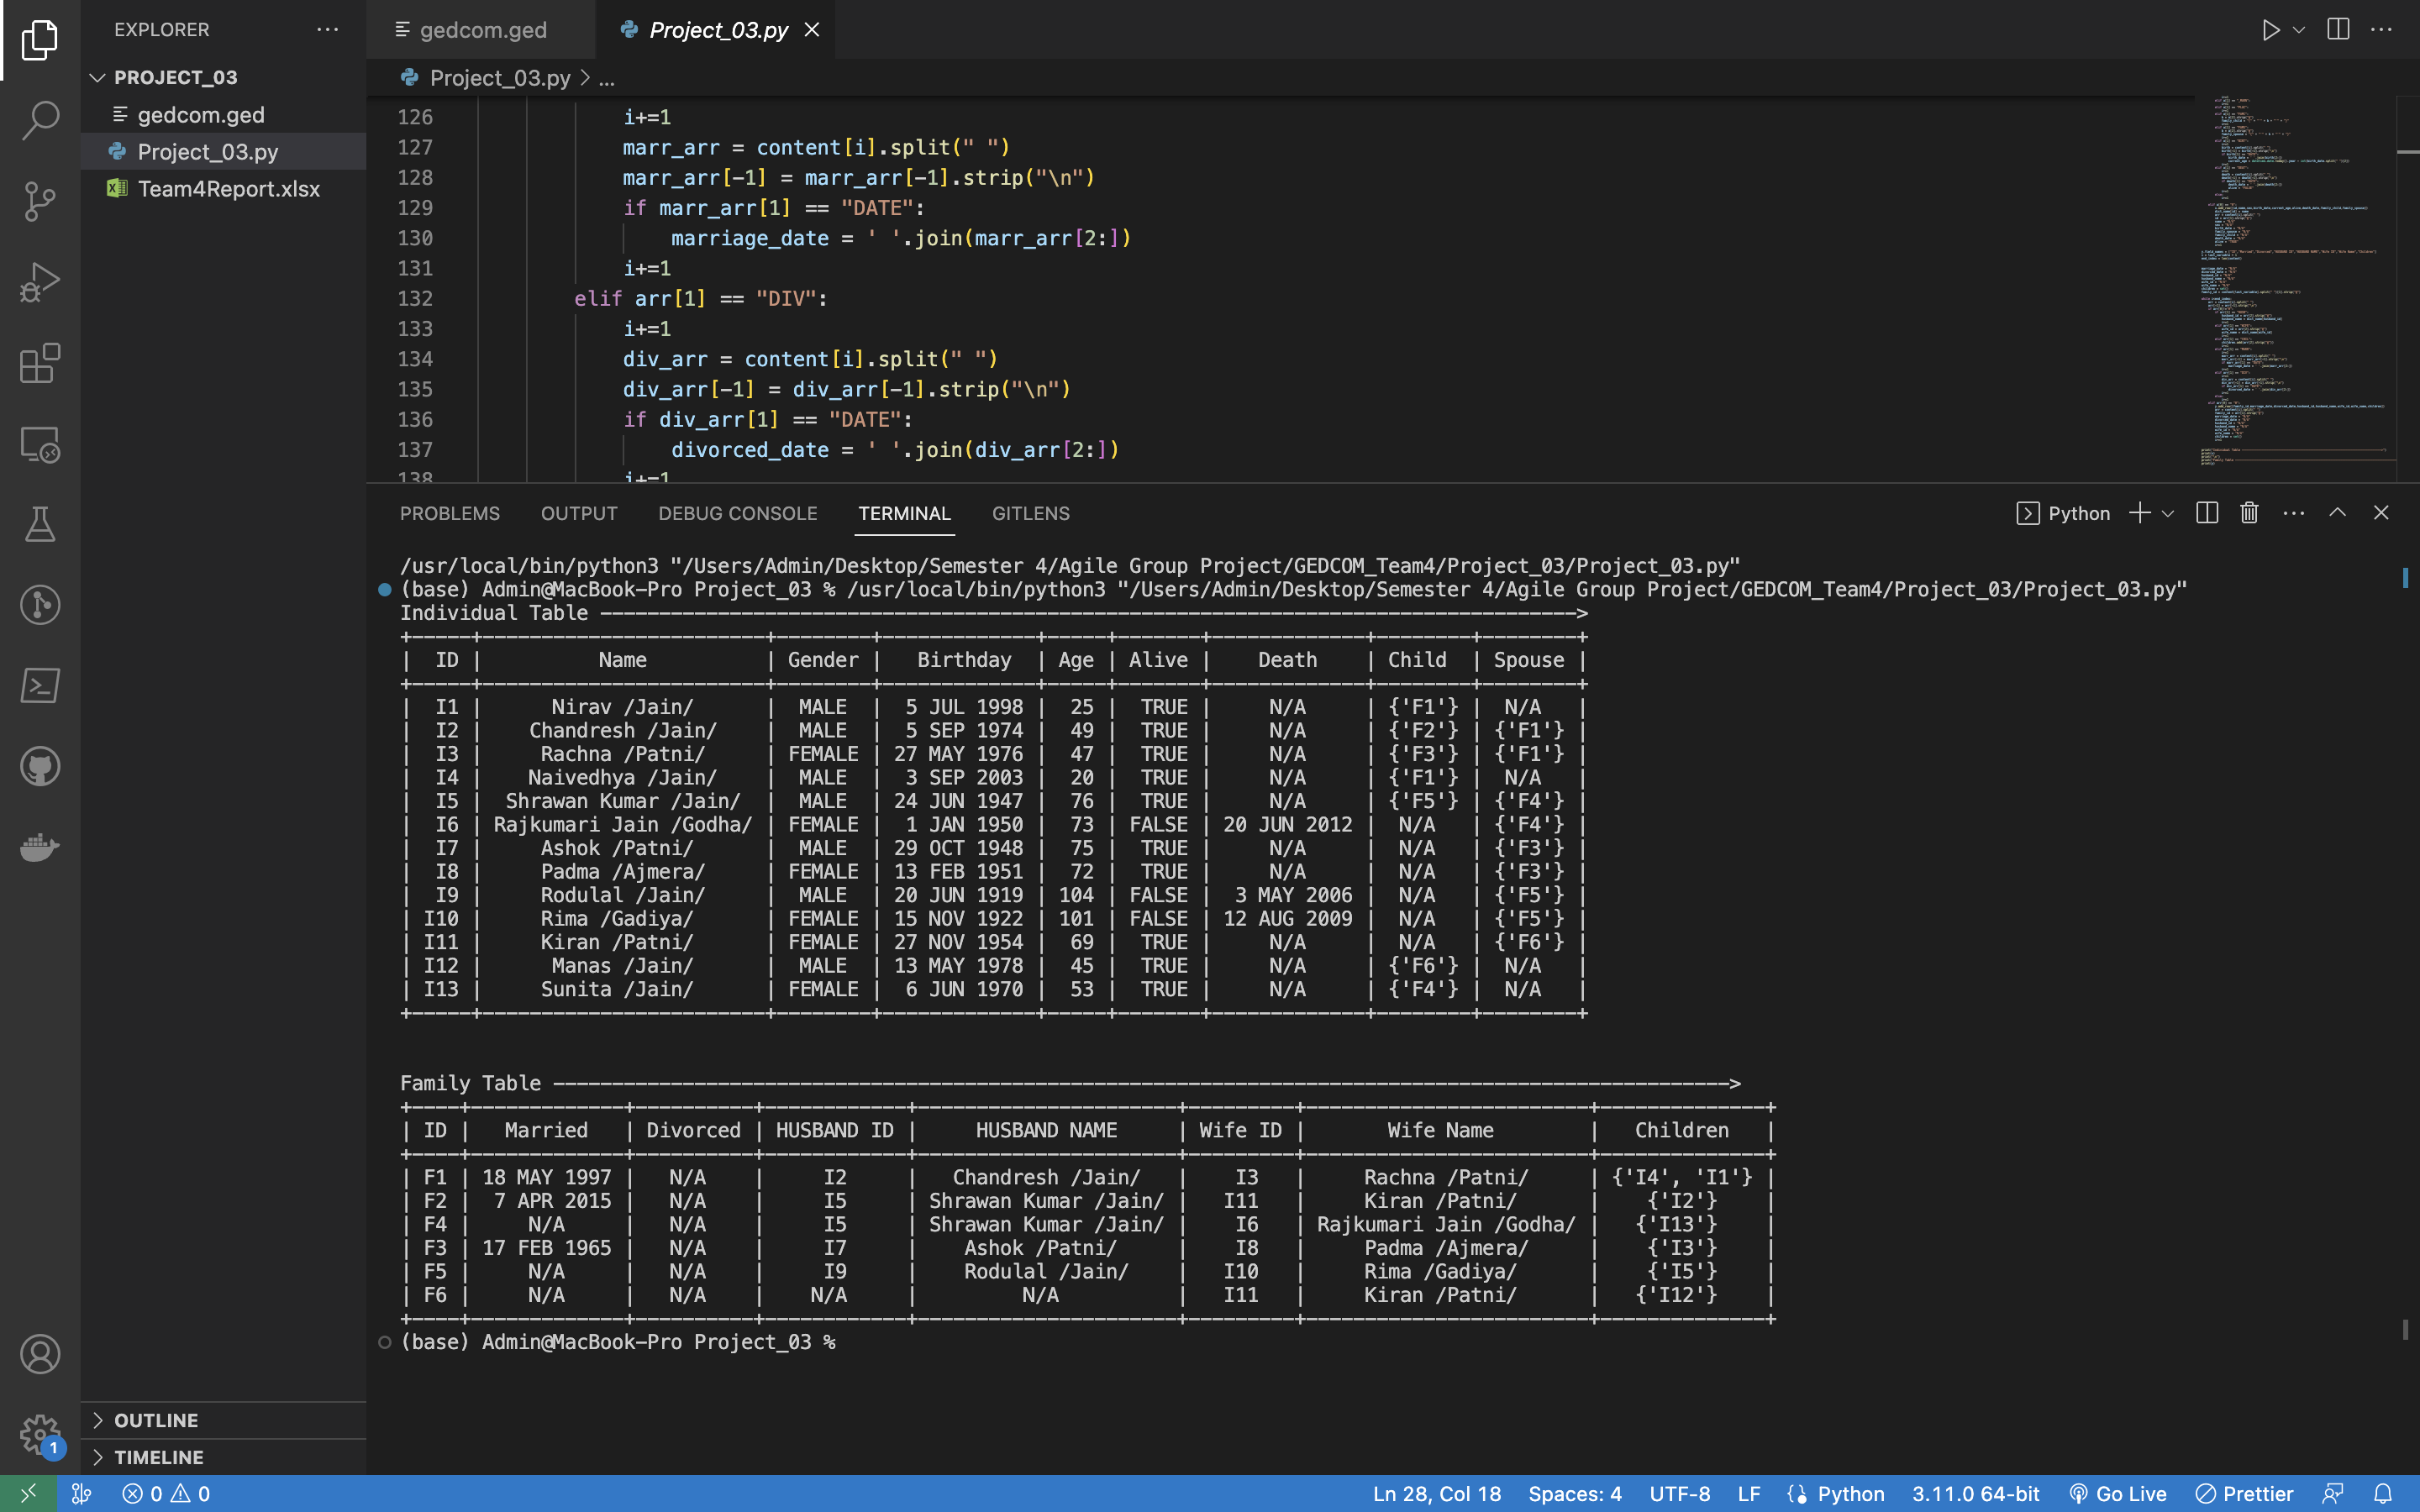 EXPLORER
PROJECT_03
gedcom.ged
Project_03.py
Team4Report.xlsx
OUTLINE
TIMELINE
1
gedcom.ged
Project_03.py
Project_03.py > ...
126 i+=1
127 marr_arr = content[i].split(" ")
128 marr_arr[-1] = marr_arr[-1].strip("\n")
129 if marr_arr[1] == "DATE":
130 marriage_date = ' '.join(marr_arr[2:])
131 i+=1
132 elif arr[1] == "DIV":
133 i+=1
134 div_arr = content[i].split(" ")
135 div_arr[-1] = div_arr[-1].strip("\n")
136 if div_arr[1] == "DATE":
137 divorced_date = ' '.join(div_arr[2:])
138 i+=1
PROBLEMS OUTPUT DEBUG CONSOLE TERMINAL GITLENS
Python
/usr/local/bin/python3 "/Users/Admin/Desktop/Semester 4/Agile Group Project/GEDCOM_Team4/Project_03/Project_03.py"
(base) Admin@MacBook-Pro Project_03 % /usr/local/bin/python3 "/Users/Admin/Desktop/Semester 4/Agile Group Project/GEDCOM_Team4/Project_03/Project_03.py"
Individual Table ----------------------------------------------------------------------------------->
| ID | Name | Gender | Birthday | Age | Alive | Death | Child | Spouse |
| I1 | Nirav /Jain/ | MALE | 5 JUL 1998 | 25 | TRUE | N/A | {'F1'} | N/A |
| I2 | Chandresh /Jain/ | MALE | 5 SEP 1974 | 49 | TRUE | N/A | {'F2'} | {'F1'} |
| I3 | Rachna /Patni/ | FEMALE | 27 MAY 1976 | 47 | TRUE | N/A | {'F3'} | {'F1'} |
| I4 | Naivedhya /Jain/ | MALE | 3 SEP 2003 | 20 | TRUE | N/A | {'F1'} | N/A |
| I5 | Shrawan Kumar /Jain/ | MALE | 24 JUN 1947 | 76 | TRUE | N/A | {'F5'} | {'F4'} |
| I6 | Rajkumari Jain /Godha/ | FEMALE | 1 JAN 1950 | 73 | FALSE | 20 JUN 2012 | N/A | {'F4'} |
| I7 | Ashok /Patni/ | MALE | 29 OCT 1948 | 75 | TRUE | N/A | N/A | {'F3'} |
| I8 | Padma /Ajmera/ | FEMALE | 13 FEB 1951 | 72 | TRUE | N/A | N/A | {'F3'} |
| I9 | Rodulal /Jain/ | MALE | 20 JUN 1919 | 104 | FALSE | 3 MAY 2006 | N/A | {'F5'} |
| I10 | Rima /Gadiya/ | FEMALE | 15 NOV 1922 | 101 | FALSE | 12 AUG 2009 | N/A | {'F5'} |
| I11 | Kiran /Patni/ | FEMALE | 27 NOV 1954 | 69 | TRUE | N/A | N/A | {'F6'} |
| I12 | Manas /Jain/ | MALE | 13 MAY 1978 | 45 | TRUE | N/A | {'F6'} | N/A |
| I13 | Sunita /Jain/ | FEMALE | 6 JUN 1970 | 53 | TRUE | N/A | {'F4'} | N/A |
Family Table ---------------------------------------------------------------------------------------------------->
| ID | Married | Divorced | HUSBAND ID | HUSBAND NAME | Wife ID | Wife Name | Children |
| F1 | 18 MAY 1997 | N/A | I2 | Chandresh /Jain/ | I3 | Rachna /Patni/ | {'I4', 'I1'} |
| F2 | 7 APR 2015 | N/A | I5 | Shrawan Kumar /Jain/ | I11 | Kiran /Patni/ | {'I2'} |
| F4 | N/A | N/A | I5 | Shrawan Kumar /Jain/ | I6 | Rajkumari Jain /Godha/ | {'I13'} |
| F3 | 17 FEB 1965 | N/A | I7 | Ashok /Patni/ | I8 | Padma /Ajmera/ | {'I3'} |
| F5 | N/A | N/A | I9 | Rodulal /Jain/ | I10 | Rima /Gadiya/ | {'I5'} |
| F6 | N/A | N/A | N/A | N/A | I11 | Kiran /Patni/ | {'I12'} |
(base) Admin@MacBook-Pro Project_03 %
0 0 Ln 28, Col 18 Spaces: 4 UTF-8 LF Python 3.11.0 64-bit Go Live Prettier